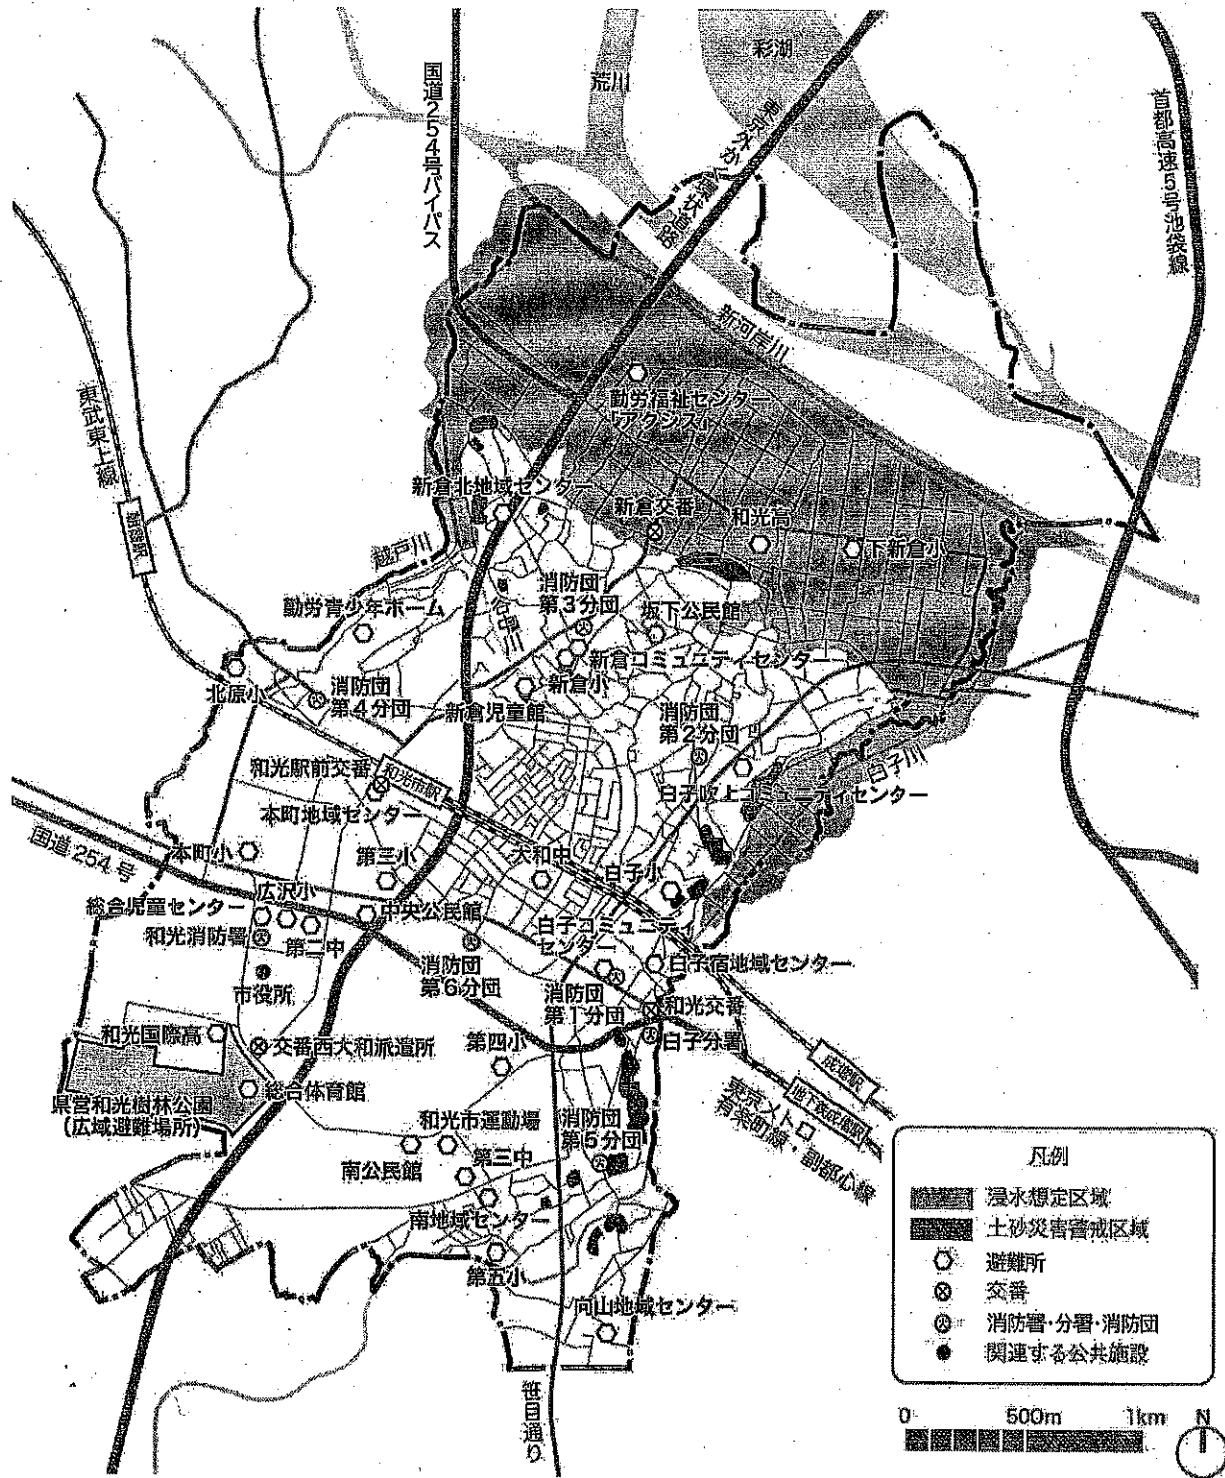 彩湖
荒川
国道254号バイパス
東京外かく環状道路
首都高速5号池袋線
新河岸川
東武東上線
勤労福祉センター
「アクシス」
新倉北地域センター
新倉交番
和光高
下新倉小
朝霞駅
越戸川
谷中川
消防団
第3分団
坂下公民館
勤労青少年ホーム
新倉コミュニティセンター
北原小
消防団
第4分団
新倉小
新倉児童館
消防団
第2分団
白子川
和光駅前交番
和光市駅
白子吹上コミュニティセンター
本町地域センター
国道254号
本町小
第三小
大和中
白子小
広沢小
総合児童センター
中央公民館
白子コミュニティ
センター
和光消防署
第二中
消防団
第6分団
白子宿地域センター
市役所
消防団
第1分団
和光交番
和光国際高
交番西大和派遣所
第四小
白子分署
成増駅
地下鉄成増駅
東京メトロ
有楽町線・副都心線
県営和光樹林公園
(広域避難場所)
総合体育館
和光市運動場
消防団
第5分団
南公民館
第三中
南地域センター
第五小
向山地域センター
笹目通り
凡例
浸水想定区域
土砂災害警戒区域
避難所
交番
消防署・分署・消防団
関連する公共施設
0 500m 1km N